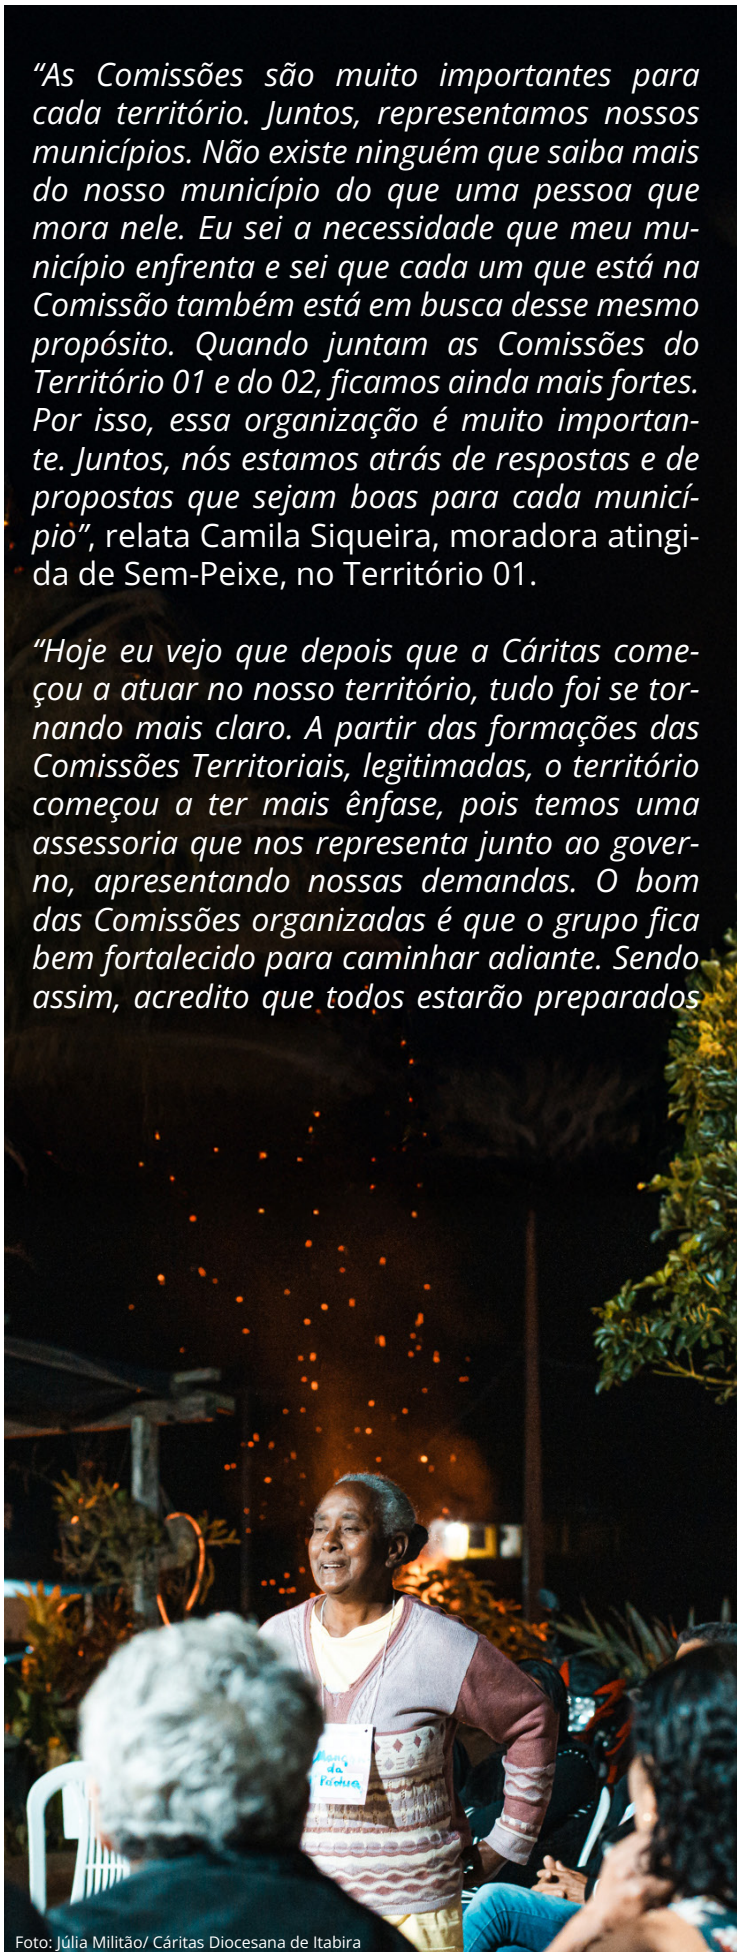 “As Comissões são muito importantes para
cada território. Juntos, representamos nossos
municípios. Não existe ninguém que saiba mais
do nosso município do que uma pessoa que
mora nele. Eu sei a necessidade que meu mu-
nicípio enfrenta e sei que cada um que está na
Comissão também está em busca desse mesmo
propósito. Quando juntam as Comissões do
Território 01 e do 02, ficamos ainda mais fortes.
Por isso, essa organização é muito importan-
te. Juntos, nós estamos atrás de respostas e de
propostas que sejam boas para cada municí-
pio”, relata Camila Siqueira, moradora atingi-
da de Sem-Peixe, no Território 01.
“Hoje eu vejo que depois que a Cáritas come-
çou a atuar no nosso território, tudo foi se tor-
nando mais claro. A partir das formações das
Comissões Territoriais, legitimadas, o território
começou a ter mais ênfase, pois temos uma
assessoria que nos representa junto ao gover-
no, apresentando nossas demandas. O bom
das Comissões organizadas é que o grupo fica
bem fortalecido para caminhar adiante. Sendo
assim, acredito que todos estarão preparados
da
Pádua
Foto: Júlia Militão/ Cáritas Diocesana de Itabira